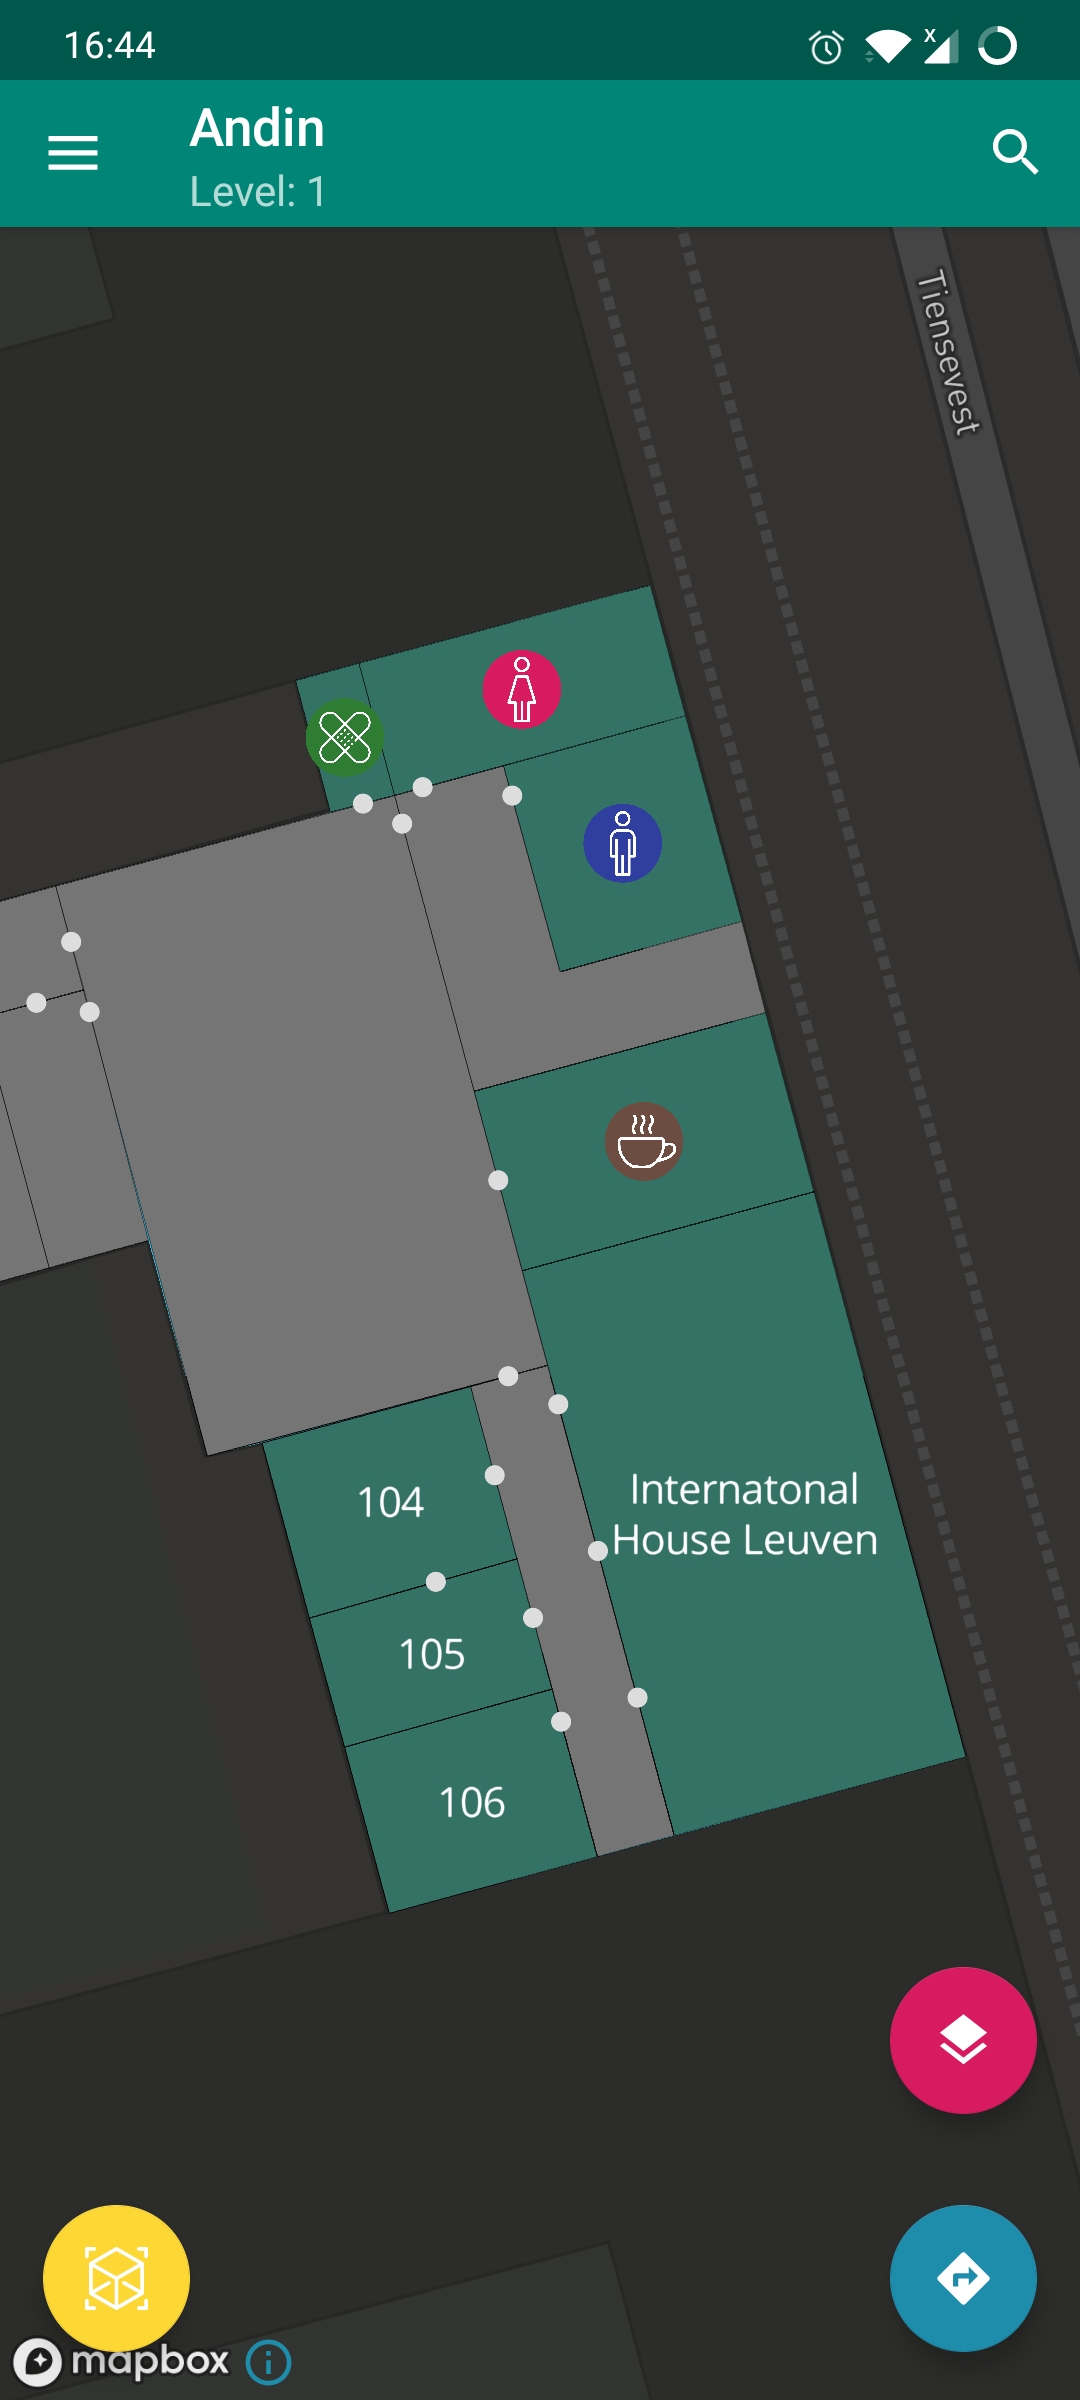 16:44
Andin
Level: 1
Tiensevest
104
Internatonal
House Leuven
105
106
mapbox